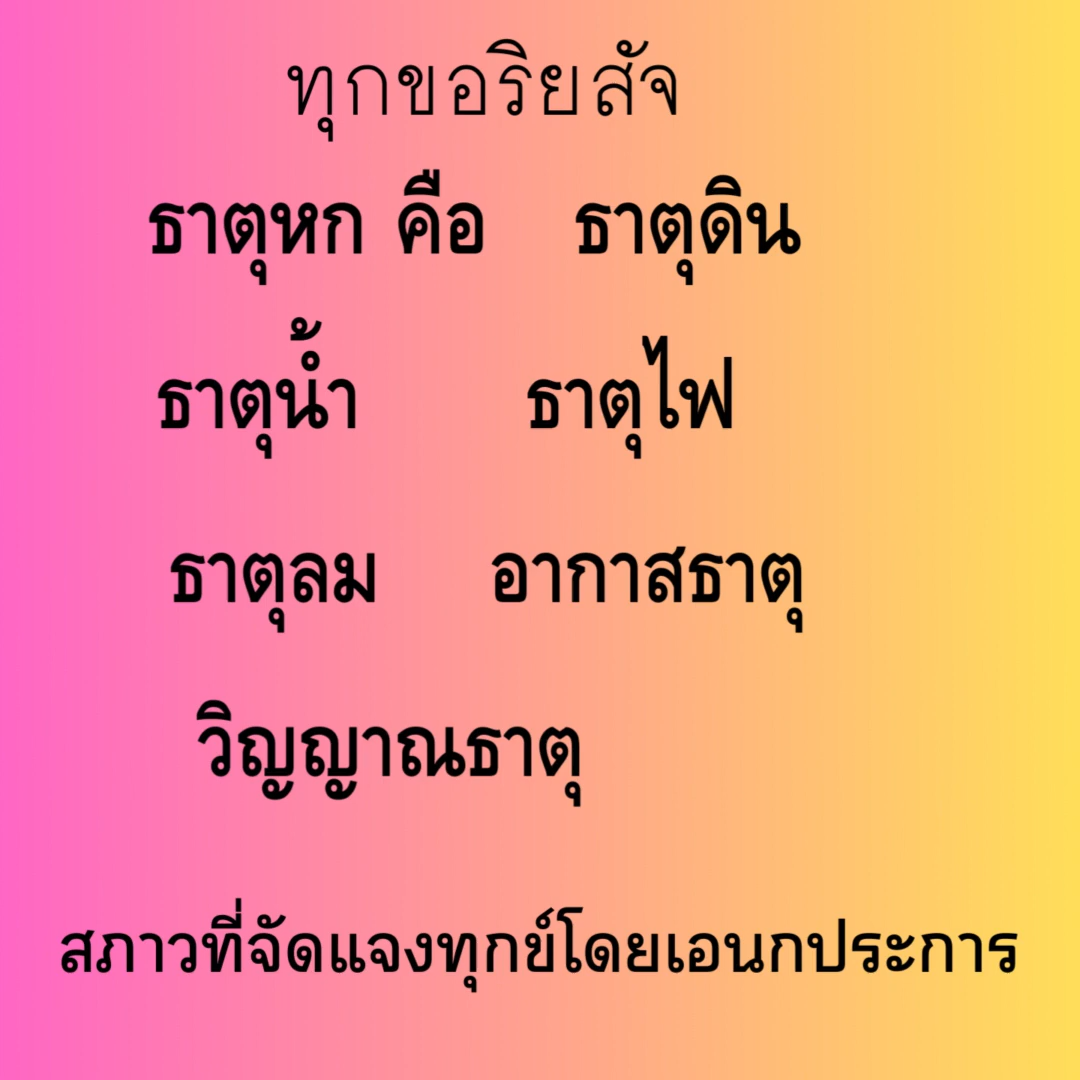 ทุกขอริยสัจ
ธาตุหก คือ ธาตุดิน
ธาตุน้ำ ธาตุไฟ
ธาตุลม อากาสธาตุ
วิญญาณธาตุ
สภาวที่จัดแจงทุกข์โดยเอนกประการ